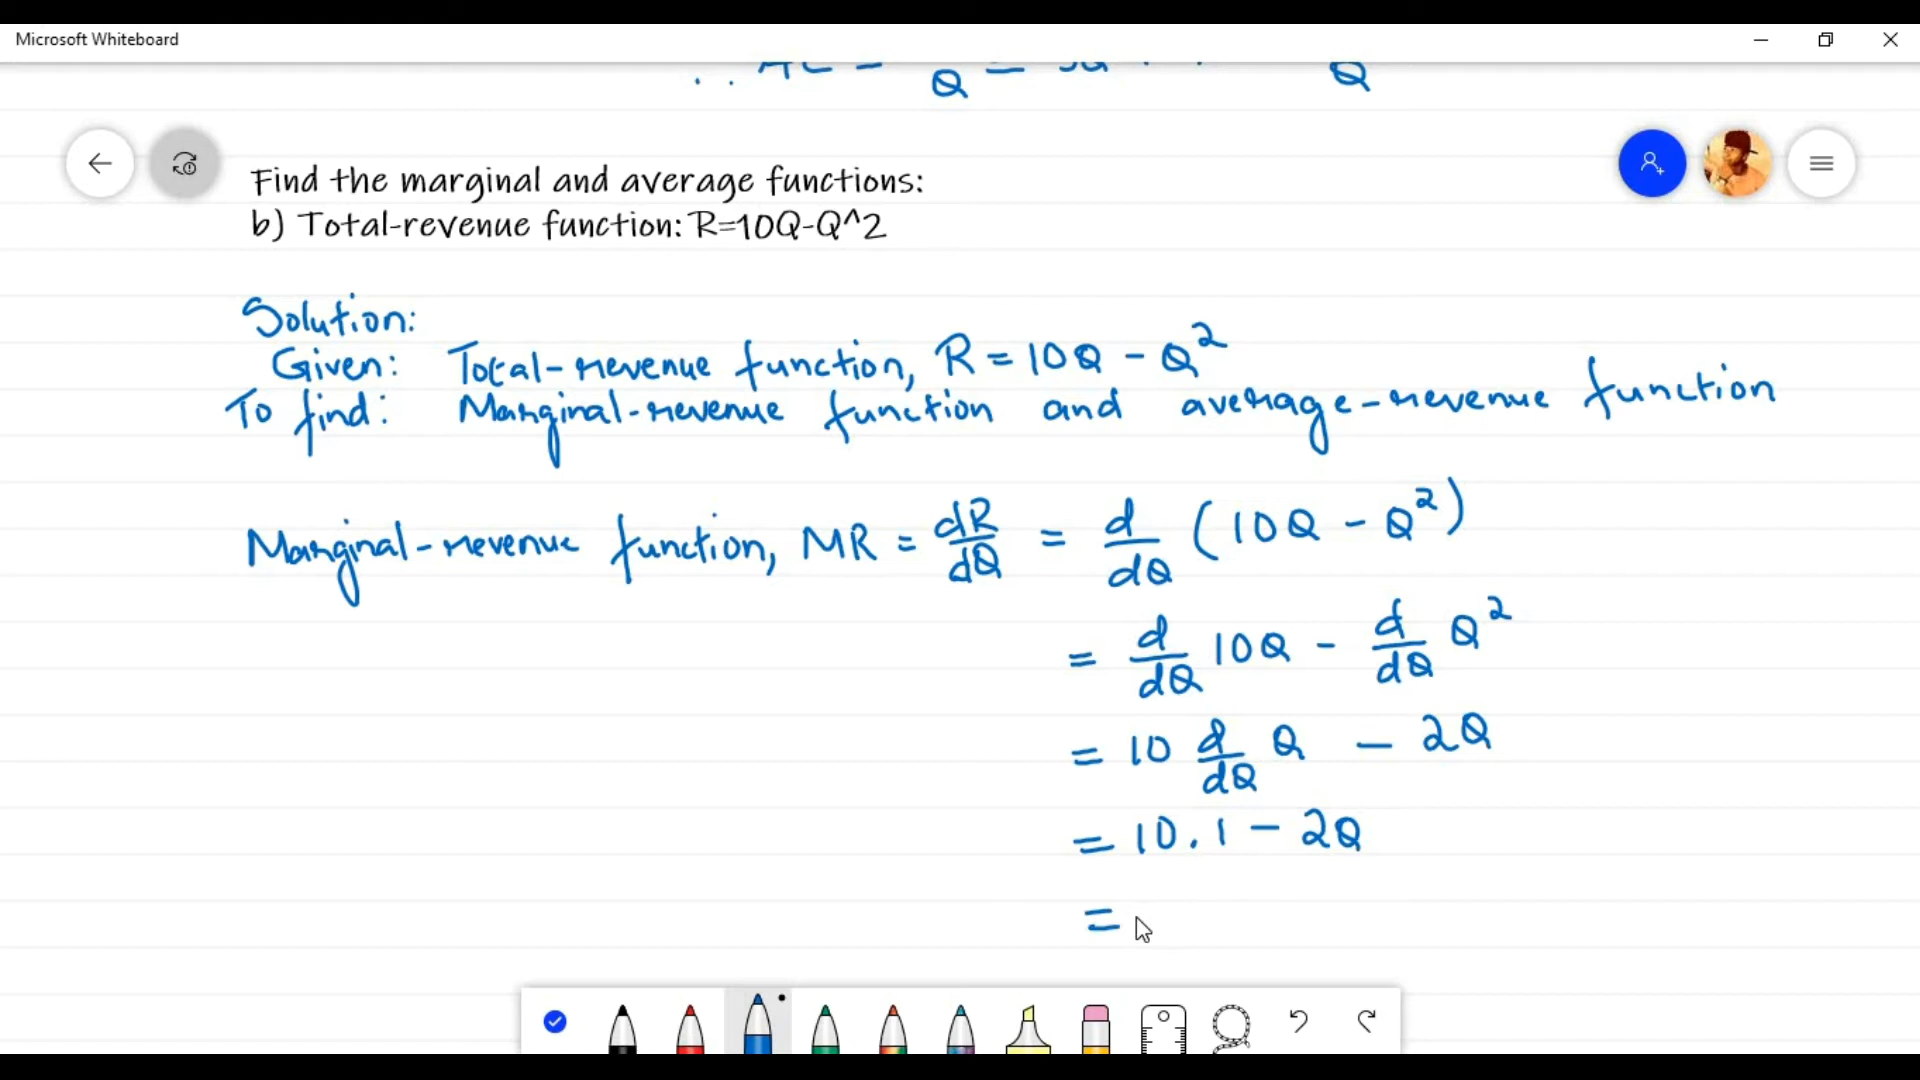 Microsoft Whiteboard
Q = Q
Find the marginal and average functions:
b) Total-revenue function: R=10Q-Q^2
Solution:
Given: Total-revenue function, R = 10Q - Q²
To find: Marginal-revenue function and average-revenue function
Marginal-revenue function, MR = dR/dQ = d/dQ (10Q - Q²)
= d/dQ 10Q - d/dQ Q²
= 10 d/dQ Q - 2Q
= 10.1 - 2Q
=